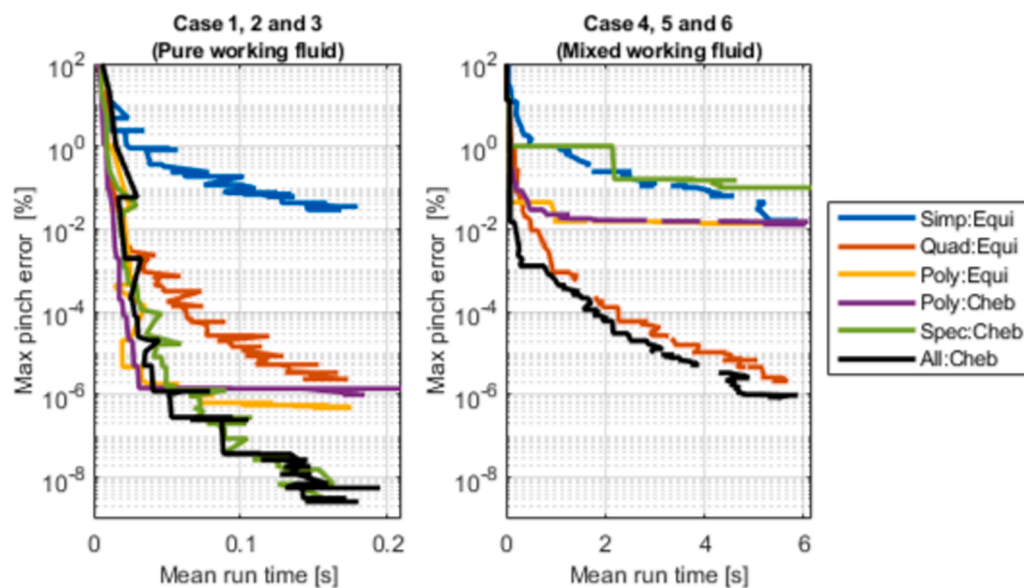 Case 1, 2 and 3
(Pure working fluid)
Case 4, 5 and 6
(Mixed working fluid)
Max pinch error [%]
10^2
10^0
10^-2
10^-4
10^-6
10^-8
0
0.1
0.2
Mean run time [s]
Max pinch error [%]
10^2
10^0
10^-2
10^-4
10^-6
10^-8
0
2
4
6
Mean run time [s]
Simp:Equi
Quad:Equi
Poly:Equi
Poly:Cheb
Spec:Cheb
All:Cheb